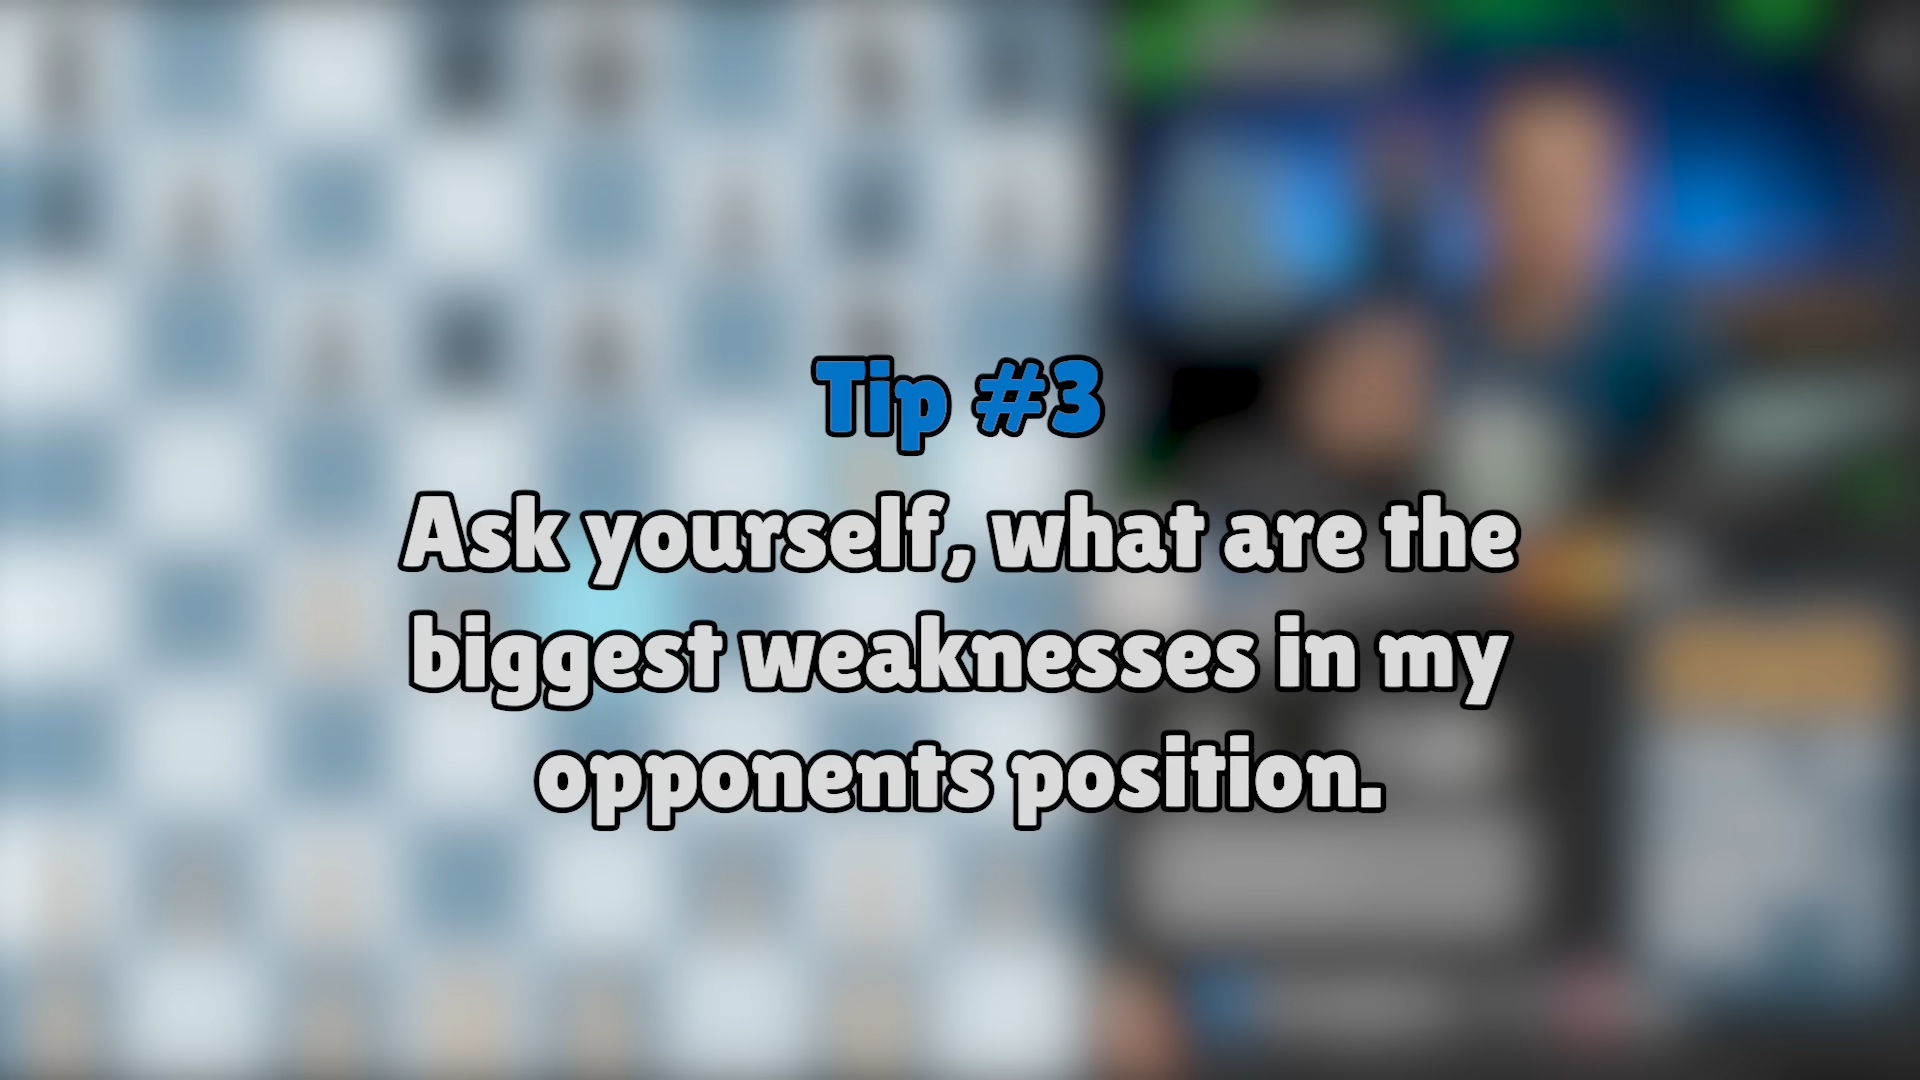 Tip #3
Ask yourself, what are the
biggest weaknesses in my
opponents position.